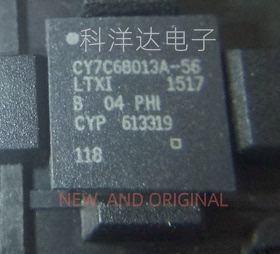 科洋达电子
CY7C68013A-56
LTXI 1517
B 04 PHI
CYP 613319
118
NEW AND ORIGINAL